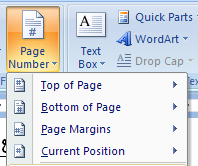 Page Number
Text Box
Quick Parts
WordArt
Drop Cap
Top of Page
Bottom of Page
Page Margins
Current Position